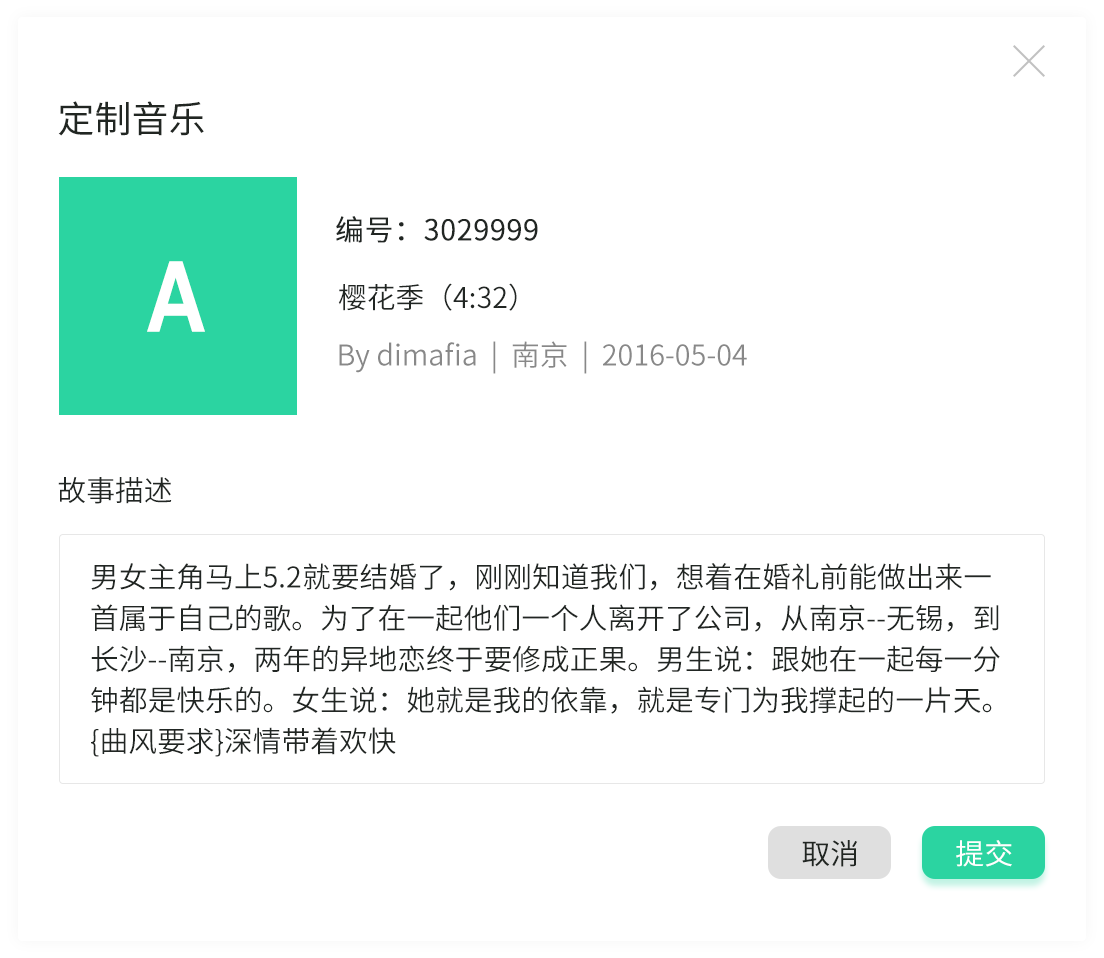 定制音乐
A
编号：3029999
樱花季（4:32）
By dimafia | 南京 | 2016-05-04
故事描述
男女主角马上5.2就要结婚了，刚刚知道我们，想着在婚礼前能做出来一
首属于自己的歌。为了在一起他们一个人离开了公司，从南京--无锡，到
长沙--南京，两年的异地恋终于要修成正果。男生说：跟她在一起每一分
钟都是快乐的。女生说：她就是我的依靠，就是专门为我撑起的一片天。
{曲风要求}深情带着欢快
取消
提交